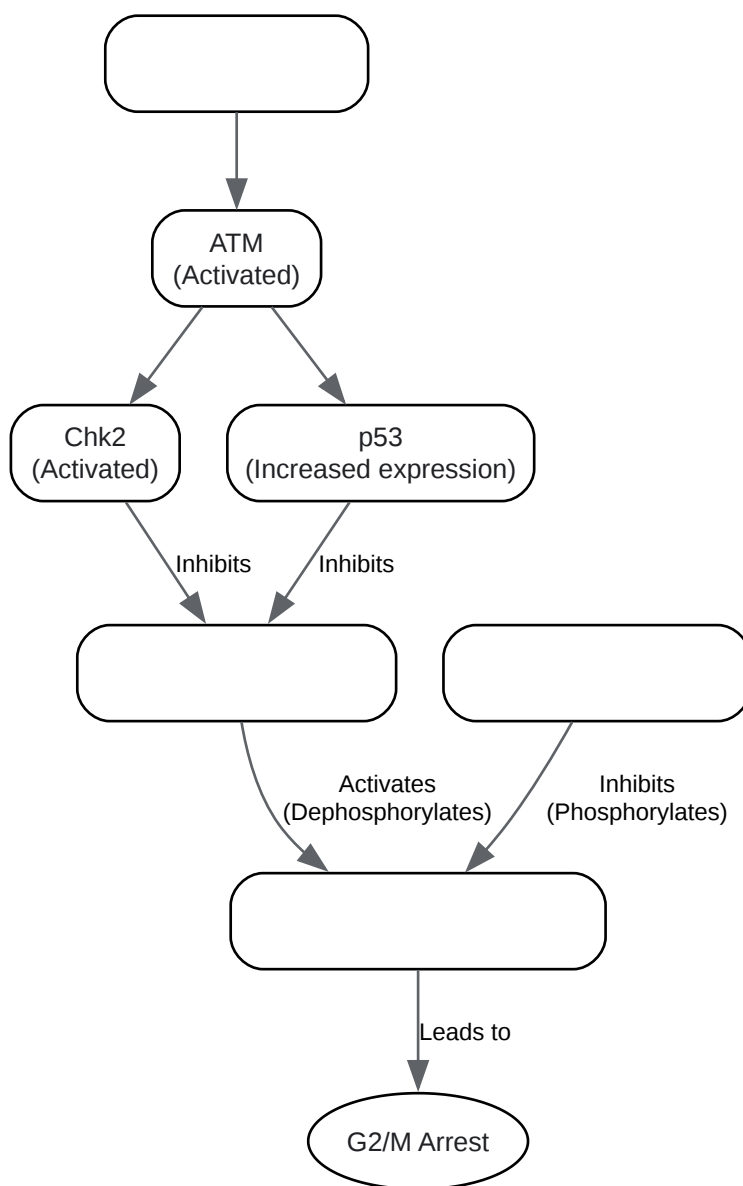 ATM
(Activated)
Chk2
(Activated)
p53
(Increased expression)
Inhibits
Inhibits
Activates
(Dephosphorylates)
Inhibits
(Phosphorylates)
Leads to
G2/M Arrest